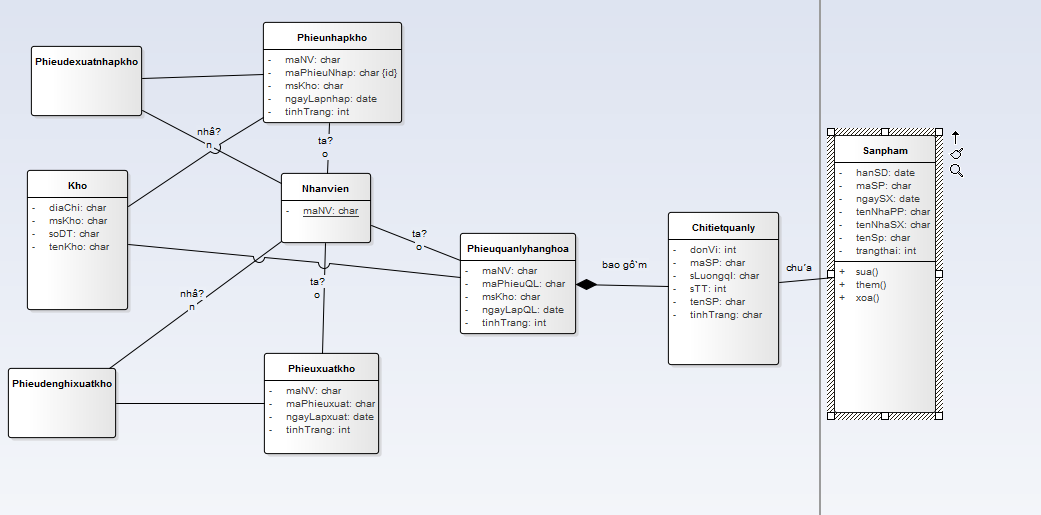 Phieudexuatnhapkho
Phieunhapkho
- maNV: char
- maPhieuNhap: char {id}
- msKho: char
- ngayLapnhap: date
- tinhTrang: int
nhâ?
n
ta?
o
Kho
- diaChi: char
- msKho: char
- soDT: char
- tenKho: char
Nhanvien
- maNV: char
ta?
o
Phieuquanlyhanghoa
- maNV: char
- maPhieuQL: char
- msKho: char
- ngayLapQL: date
- tinhTrang: int
bao gô`m
Chitietquanly
- donVi: int
- maSP: char
- sLuongql: char
- sTT: int
- tenSP: char
- tinhTrang: char
chư´a
Sanpham
- hanSD: date
- maSP: char
- ngaySX: date
- tenNhaPP: char
- tenNhaSX: char
- tenSp: char
- trangthai: int
+ sua()
+ them()
+ xoa()
nhâ?
n
ta?
o
Phieudenghixuatkho
Phieuxuatkho
- maNV: char
- maPhieuxuat: char
- ngayLapxuat: date
- tinhTrang: int